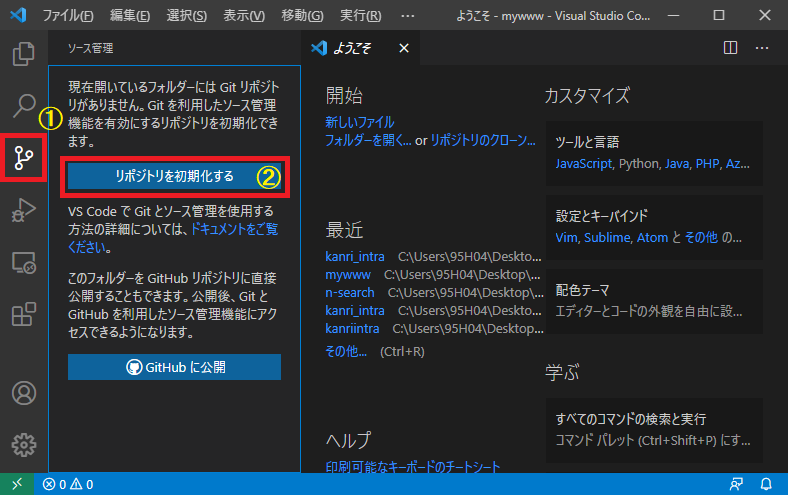 ファイル(F) 編集(E) 選択(S) 表示(V) 移動(G) 実行(R) … ようこそ - mywww - Visual Studio Co...
ソース管理
現在開いているフォルダーには Git リポジト
リがありません。Git を利用したソース管理
機能を有効にするリポジトリを初期化でき
ます。
①
リポジトリを初期化する ②
VS Code で Git とソース管理を使用する
方法の詳細については、ドキュメントをご覧
ください。
このフォルダーを GitHub リポジトリに直接
公開することもできます。公開後、Git と
GitHub を利用したソース管理機能にアク
セスできるようになります。
GitHub に公開
ようこそ
開始
新しいファイル
フォルダーを開く... or リポジトリのクローン...
最近
kanri_intra C:\Users\95H04\Deskto...
mywww C:\Users\95H04\Desktop\...
n-search C:\Users\95H04\Desktop\...
kanri_intra C:\Users\95H04\Deskto...
kanriintra C:\Users\95H04\Desktop...
その他... (Ctrl+R)
ヘルプ
印刷可能なキーボードのチートシート
カスタマイズ
ツールと言語
JavaScript, Python, Java, PHP, Az...
設定とキーバインド
Vim, Sublime, Atom と その他 の...
配色テーマ
エディターとコードの外観を自由に設...
学ぶ
すべてのコマンドの検索と実行
コマンド パレット (Ctrl+Shift+P) にす...
0 0